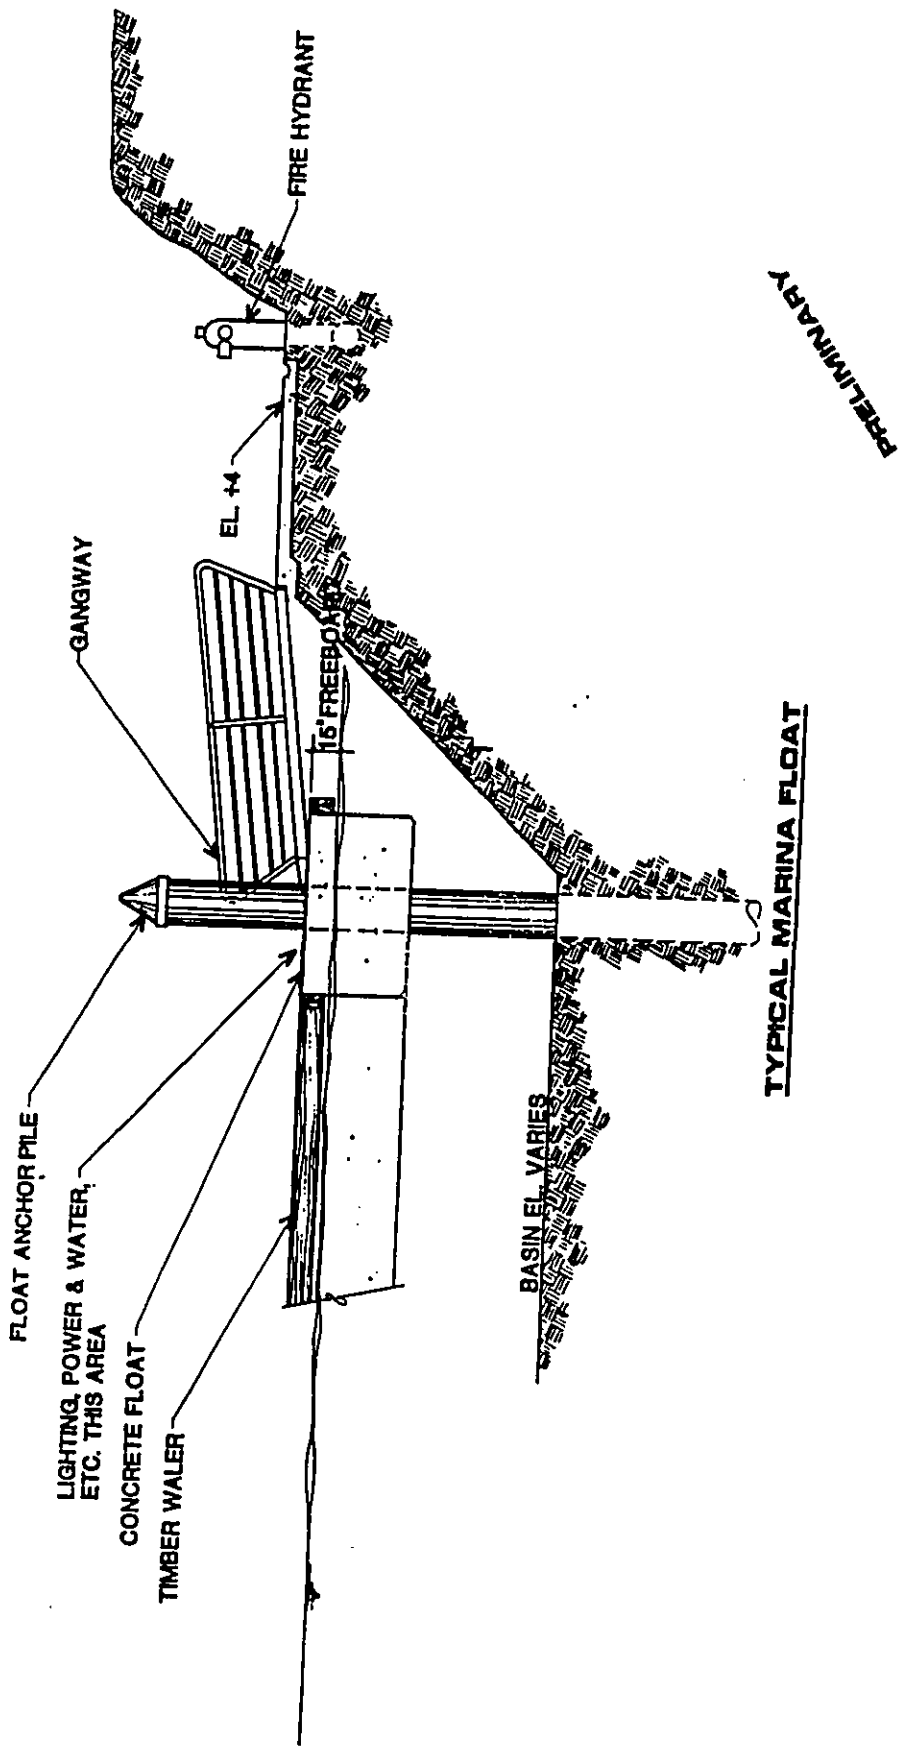 FLOAT ANCHOR PILE
LIGHTING, POWER & WATER,
ETC. THIS AREA
CONCRETE FLOAT
TIMBER WALER
GANGWAY
EL. +4
FIRE HYDRANT
15" FREEBOARD
BASIN EL. VARIES
TYPICAL MARINA FLOAT
PRELIMINARY